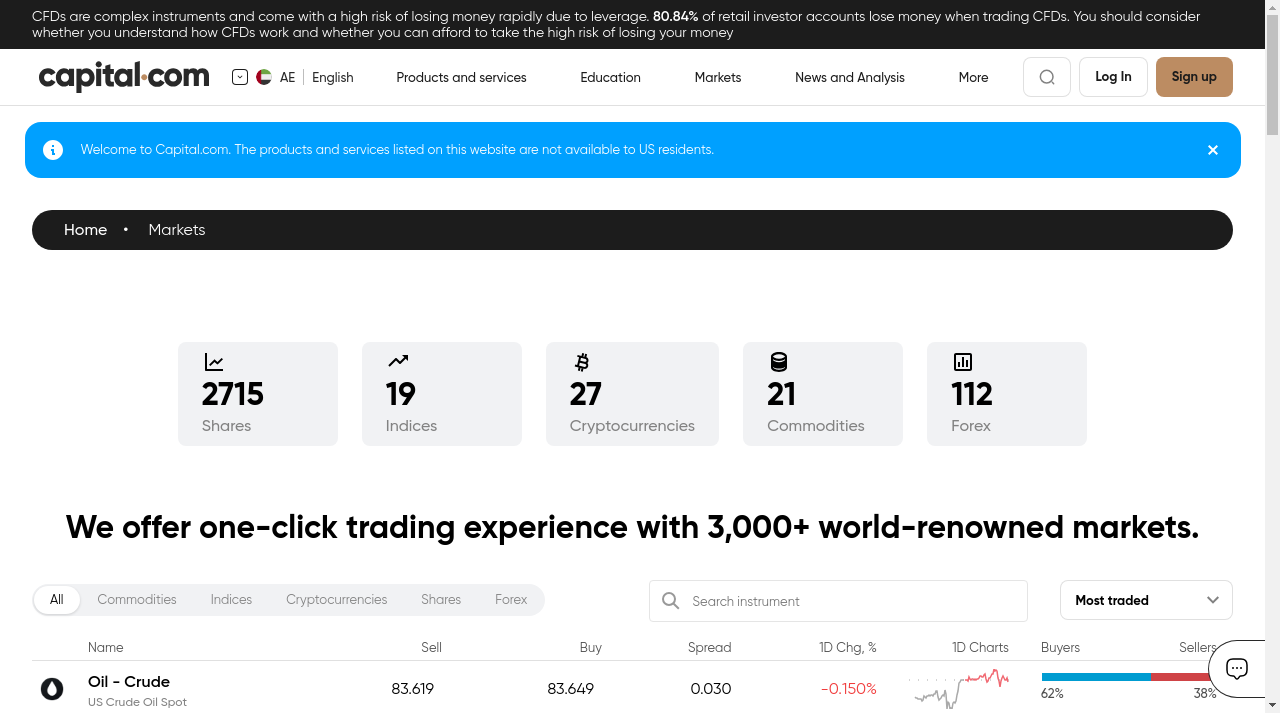 CFDs are complex instruments and come with a high risk of losing money rapidly due to leverage. 80.84% of retail investor accounts lose money when trading CFDs. You should consider
whether you understand how CFDs work and whether you can afford to take the high risk of losing your money
capital.com AE English Products and services Education Markets News and Analysis More Log In Sign up
Welcome to Capital.com. The products and services listed on this website are not available to US residents.
Home • Markets
2715 19 27 21 112
Shares Indices Cryptocurrencies Commodities Forex
We offer one-click trading experience with 3,000+ world-renowned markets.
All Commodities Indices Cryptocurrencies Shares Forex Search instrument Most traded
Name Sell Buy Spread 1D Chg, % 1D Charts Buyers Sellers
Oil - Crude 83.619 83.649 0.030 -0.150%
US Crude Oil Spot 62% 38%